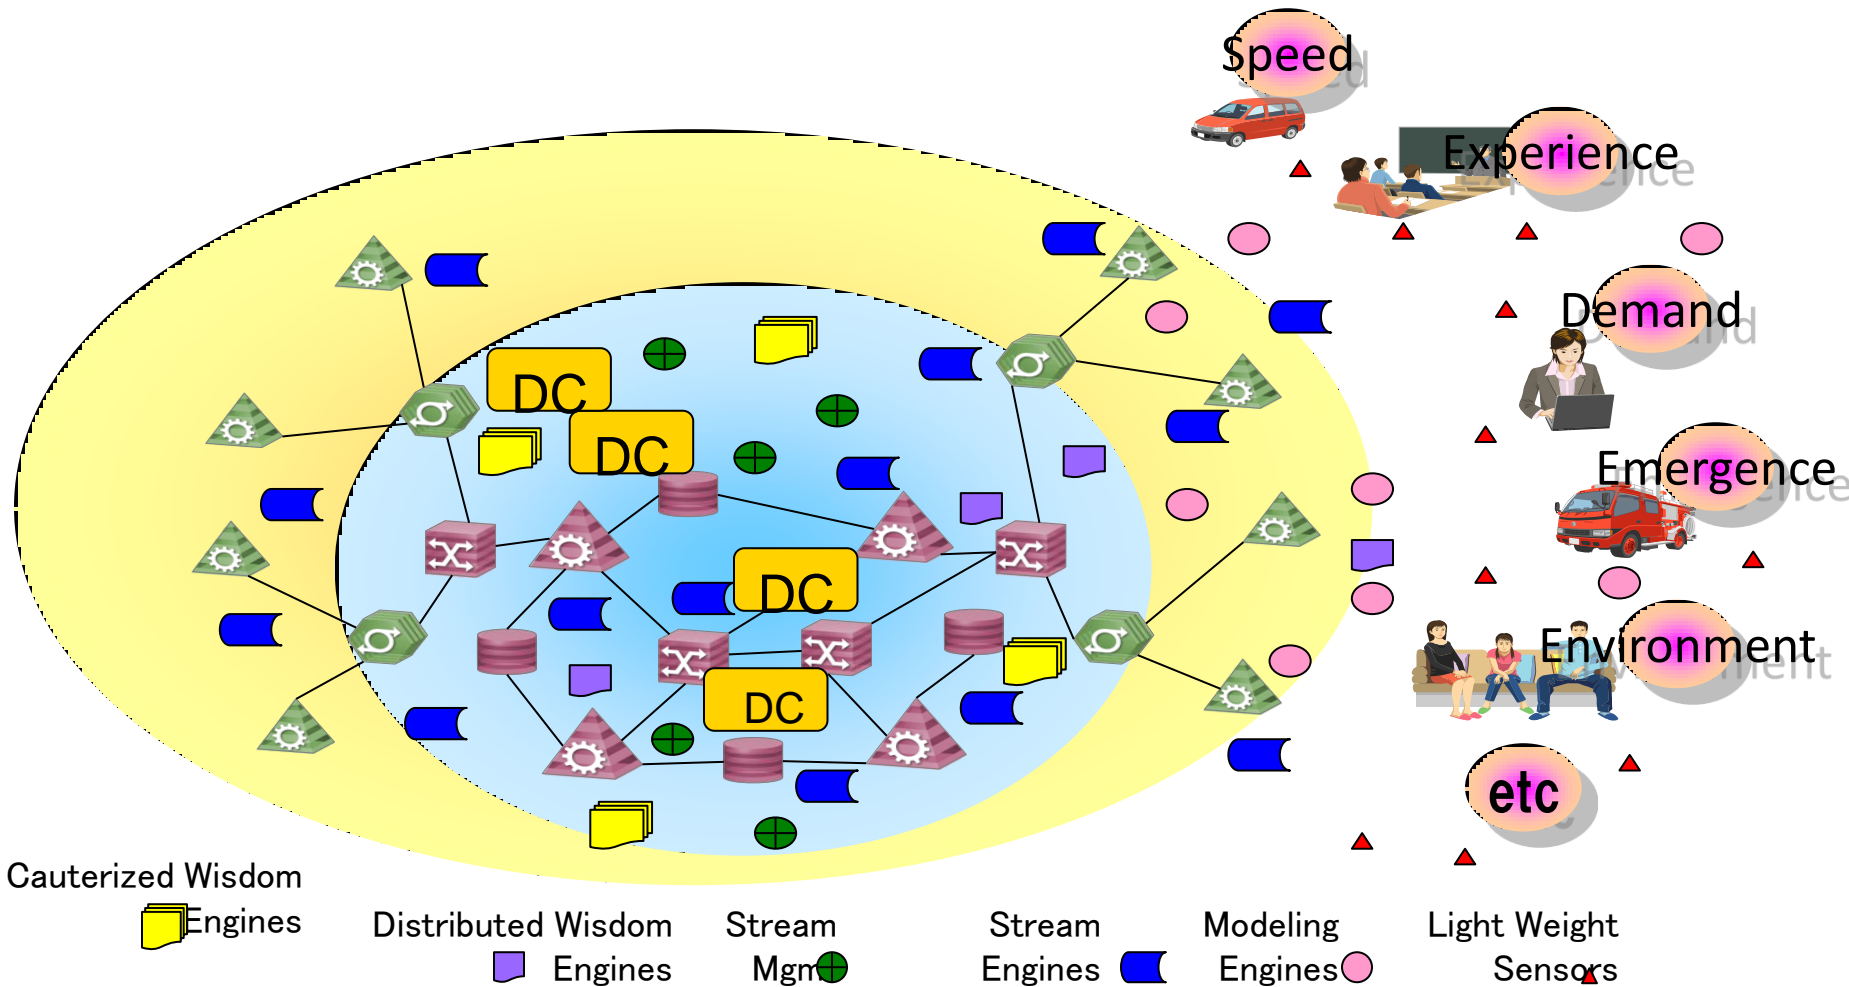 Speed
Experience
Demand
DC
DC
Emergence
DC
Environment
DC
etc
Cauterized Wisdom
Engines
Distributed Wisdom
Engines
Stream
Mgm
Stream
Engines
Modeling
Engines
Light Weight
Sensors